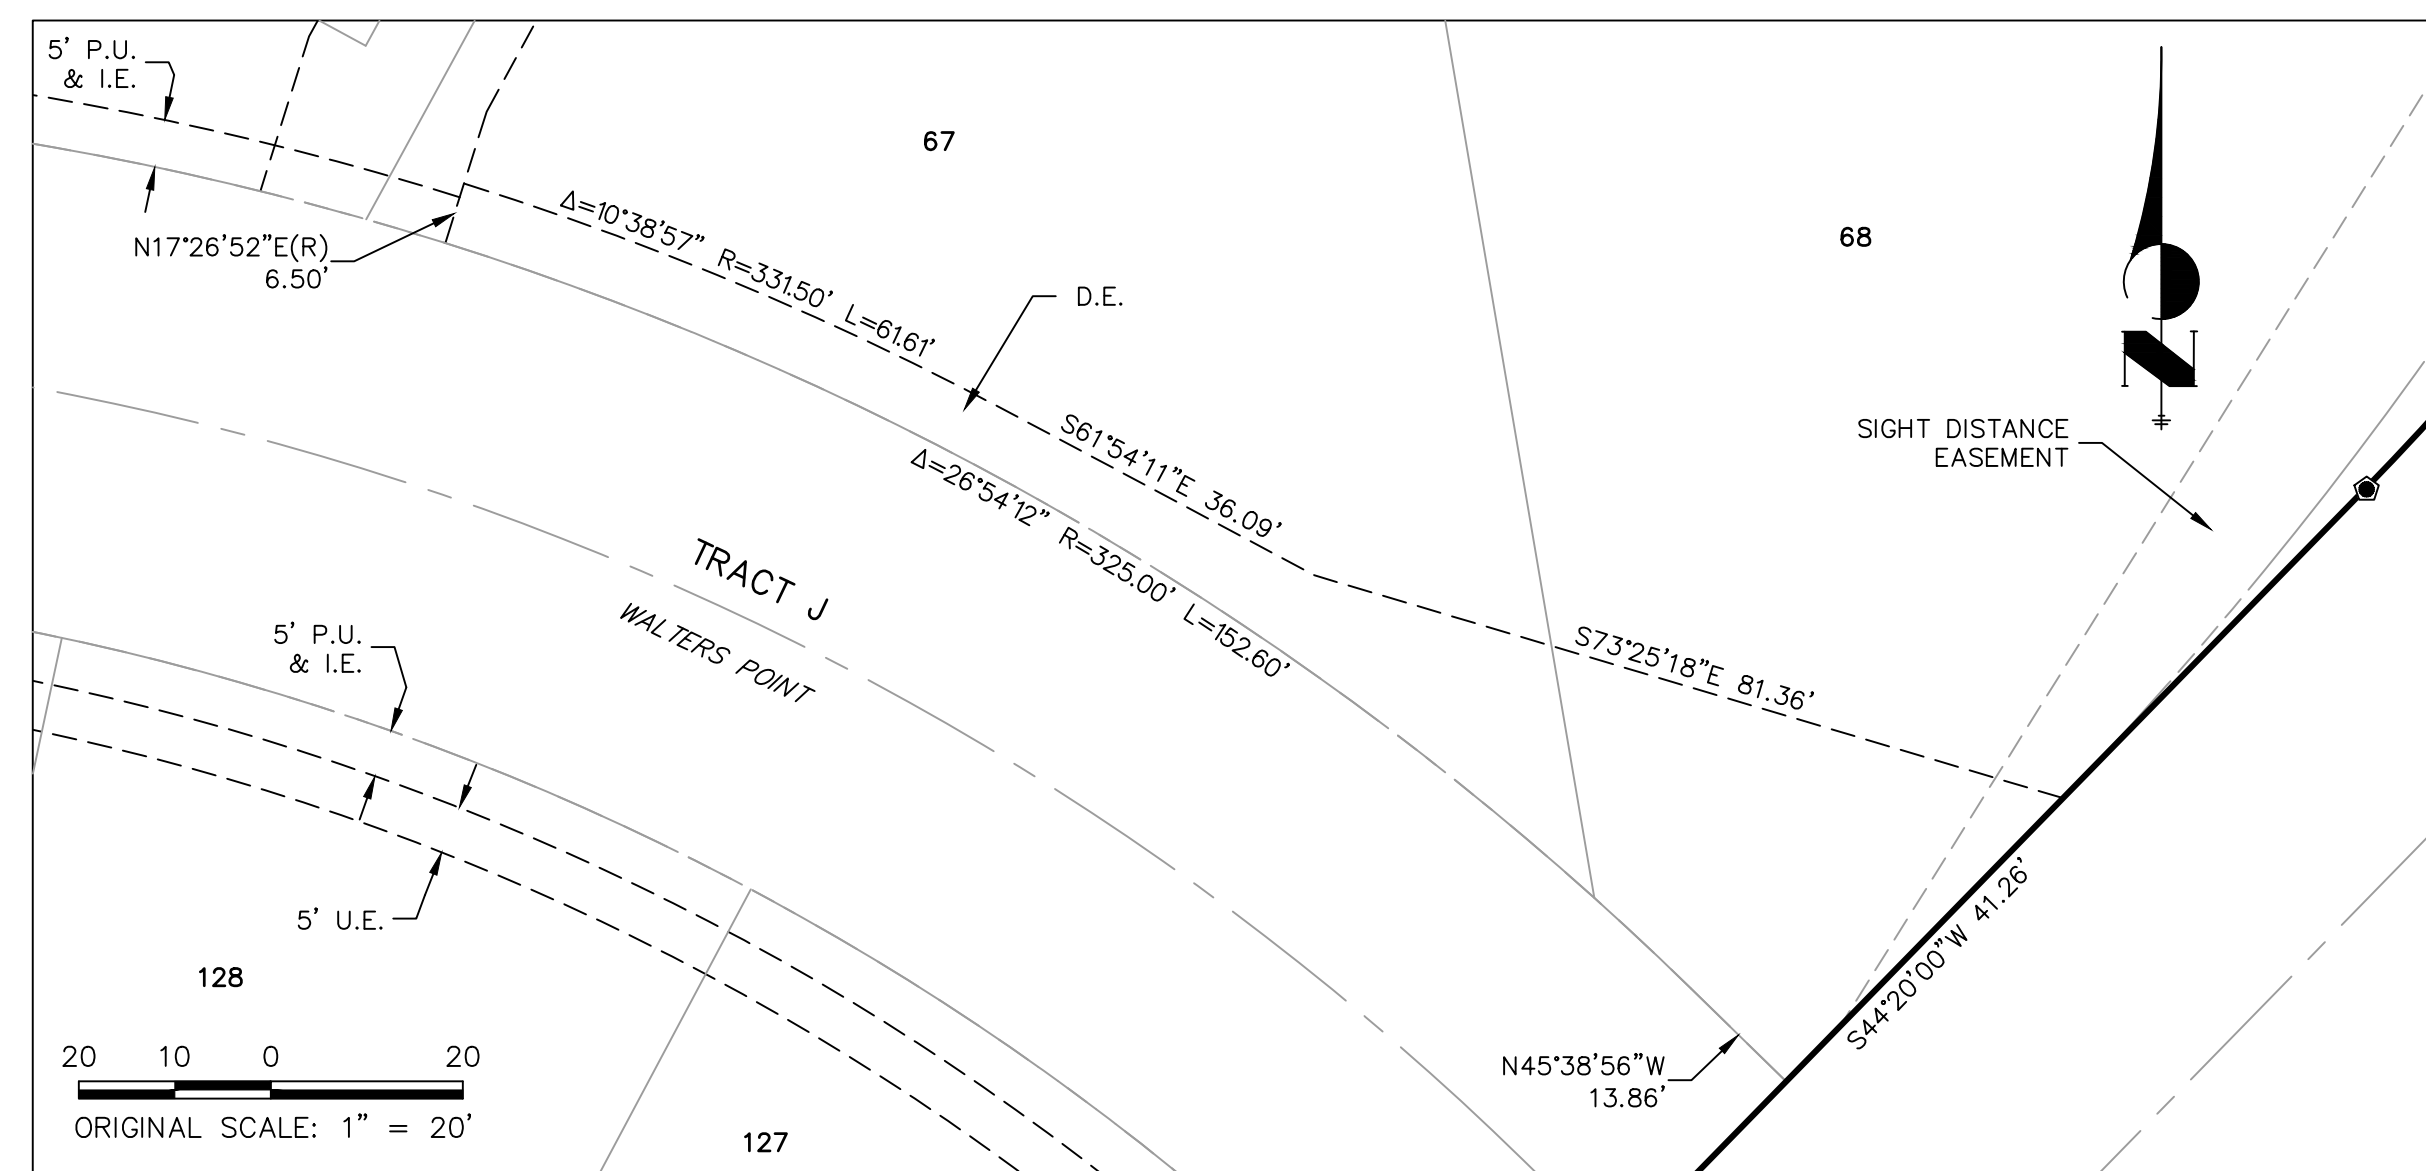 5' P.U.
& I.E.
67
68
N17°26'52"E(R)
6.50'
Δ=10°38'57" R=331.50' L=61.61'
D.E.
S61°54'11"E 36.09'
Δ=26°54'12" R=325.00' L=152.60'
N
SIGHT DISTANCE
EASEMENT
TRACT J
WALTERS POINT
5' P.U.
& I.E.
S73°25'18"E 81.36'
5' U.E.
128
S44°20'00"W 41.26'
N45°38'56"W
13.86'
20 10 0 20
ORIGINAL SCALE: 1" = 20'
127